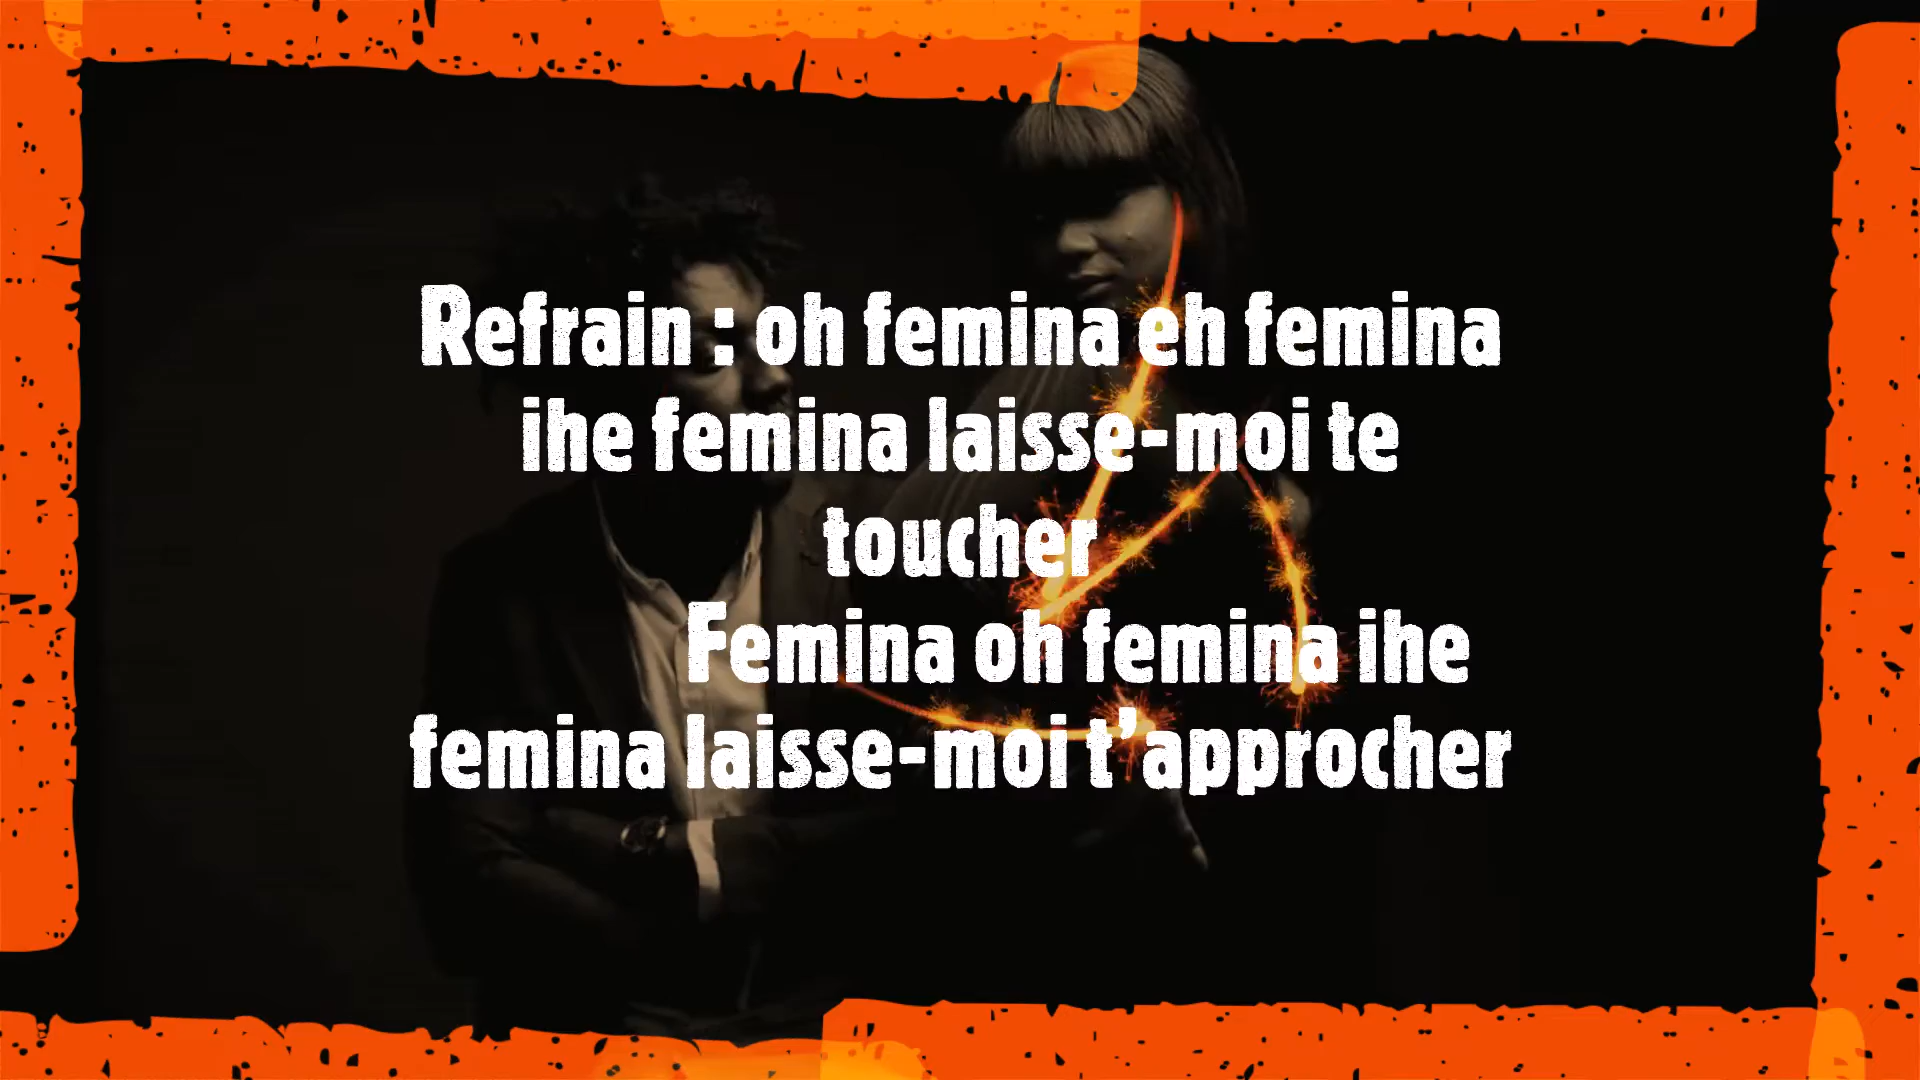 Refrain : oh femina eh femina
ihe femina laisse-moi te
toucher
Femina oh femina ihe
femina laisse-moi t’approcher